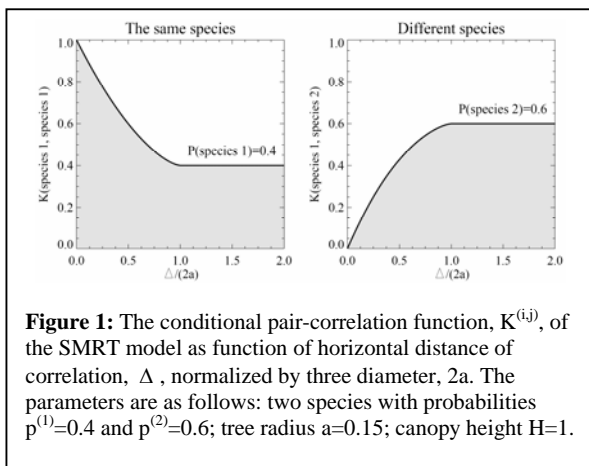 The same species
K(species 1, species 1)
1.0
0.8
0.6
0.4
0.2
0.0
P(species 1)=0.4
0.0 0.5 1.0 1.5 2.0
Δ/(2a)
Different species
K(species 1, species 2)
1.0
0.8
0.6
0.4
0.2
0.0
P(species 2)=0.6
0.0 0.5 1.0 1.5 2.0
Δ/(2a)
Figure 1: The conditional pair-correlation function, K^(i,j), of
the SMRT model as function of horizontal distance of
correlation, Δ, normalized by three diameter, 2a. The
parameters are as follows: two species with probabilities
p^(1)=0.4 and p^(2)=0.6; tree radius a=0.15; canopy height H=1.